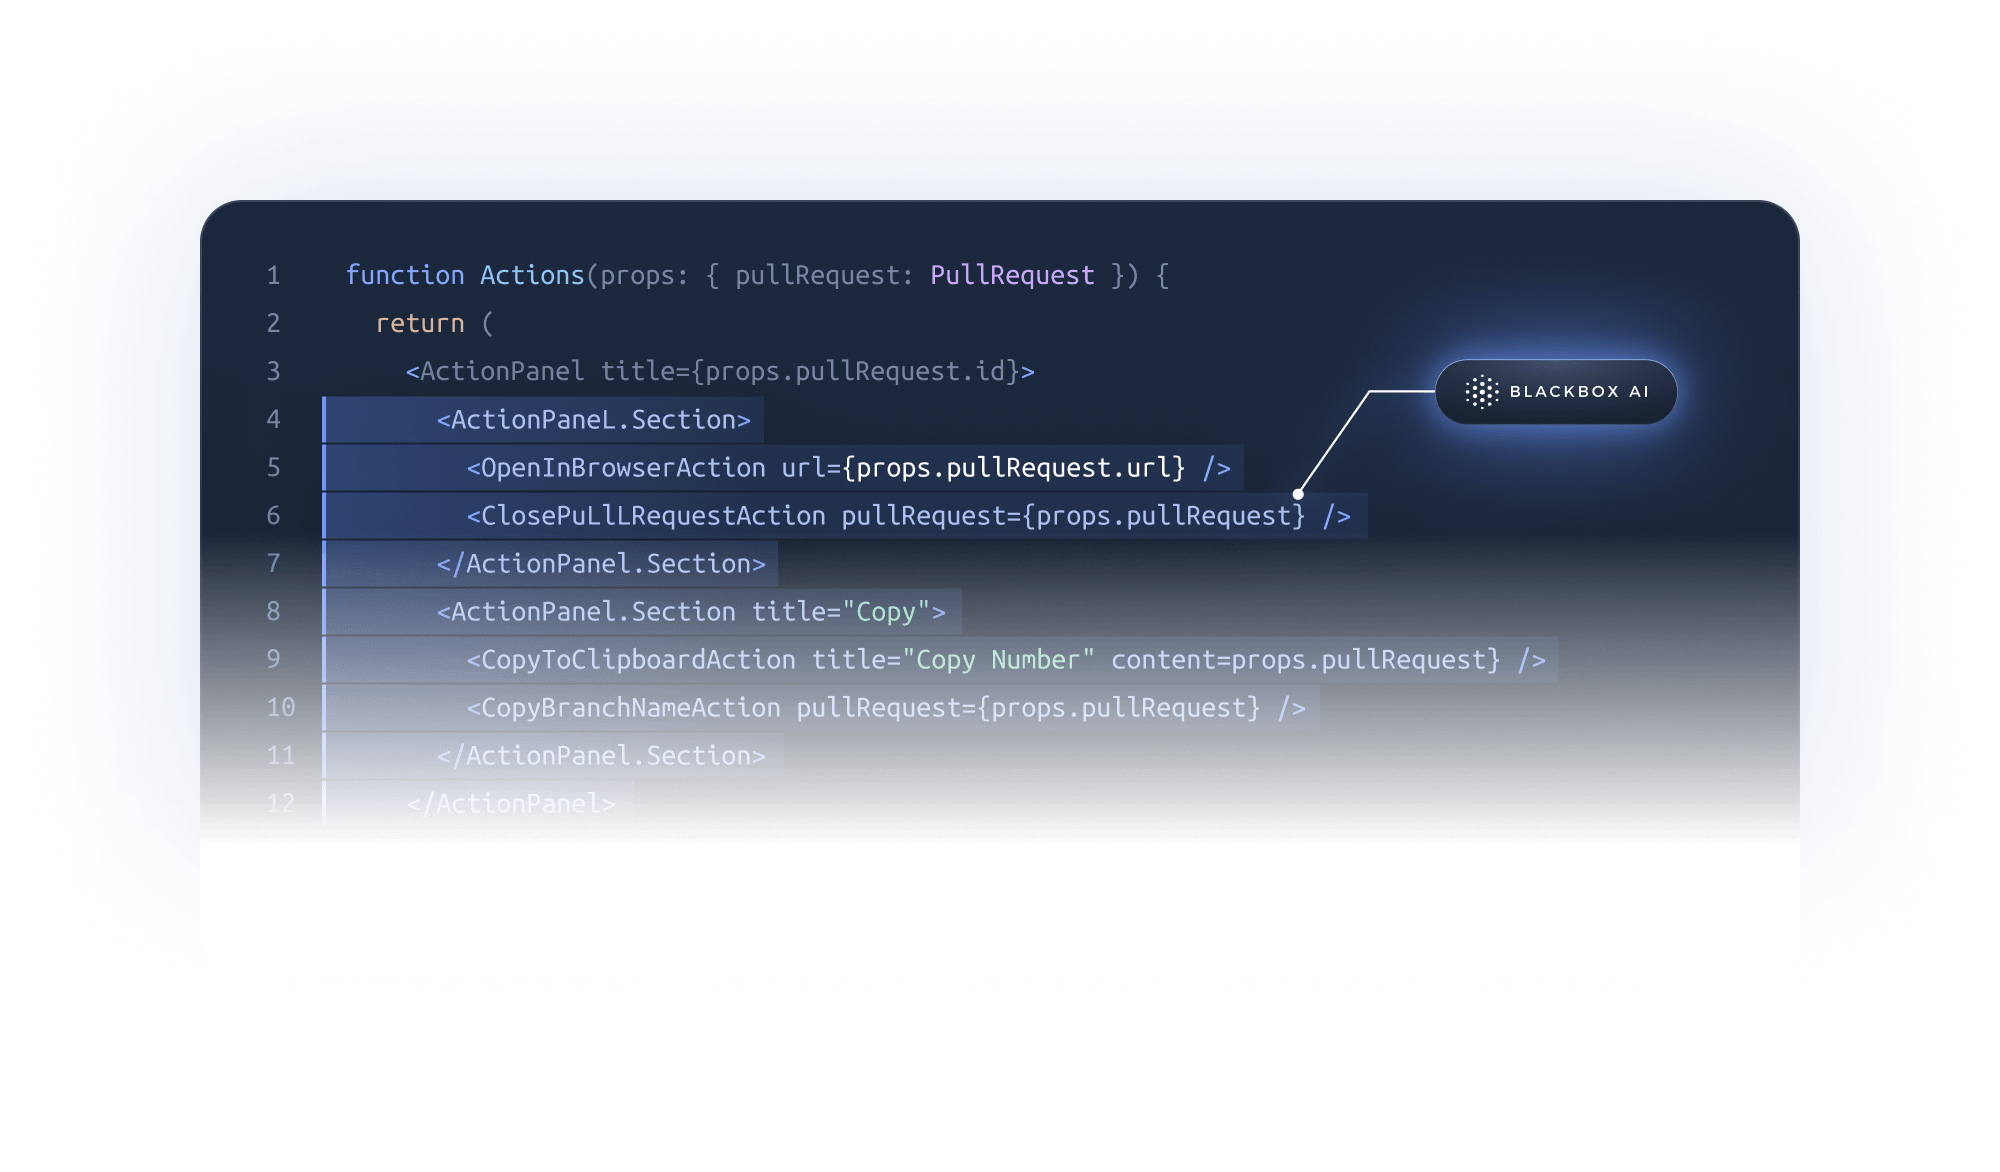 1 function Actions(props: { pullRequest: PullRequest }) {
2 return (
3 <ActionPanel title={props.pullRequest.id}>
BLACKBOX AI
4 <ActionPaneL.Section>
5 <OpenInBrowserAction url={props.pullRequest.url} />
6 <ClosePuLlLRequestAction pullRequest={props.pullRequest} />
7 </ActionPanel.Section>
8 <ActionPanel.Section title="Copy">
9 <CopyToClipboardAction title="Copy Number" content=props.pullRequest} />
10 <CopyBranchNameAction pullRequest={props.pullRequest} />
11 </ActionPanel.Section>
12 </ActionPanel>